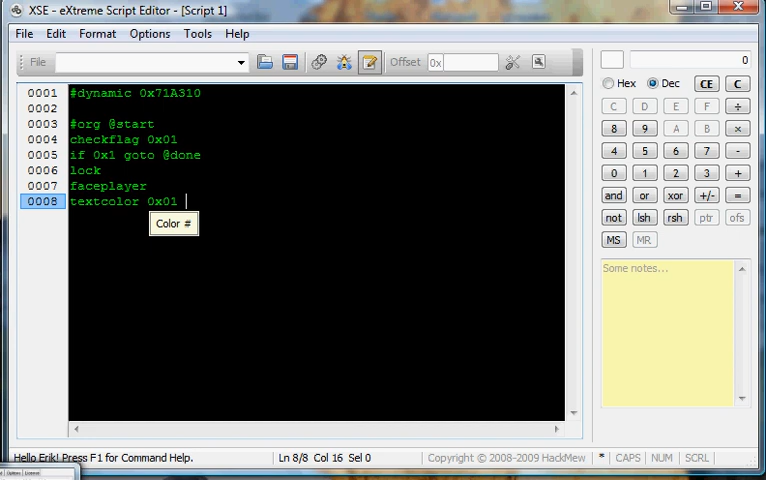 XSE - eXtreme Script Editor - [Script 1]
File Edit Format Options Tools Help
File Offset 0x
0
Hex Dec CE C
C D E F ÷
8 9 A B ×
4 5 6 7 -
0 1 2 3 +
and or xor +/- =
not lsh rsh ptr ofs
MS MR
0001 #dynamic 0x71A310
0002
0003 #org @start
0004 checkflag 0x01
0005 if 0x1 goto @done
0006 lock
0007 faceplayer
0008 textcolor 0x01
Color #
Some notes...
Hello Erik! Press F1 for Command Help. Ln 8/8 Col 16 Sel 0 Copyright © 2008-2009 HackMew * CAPS NUM SCRL